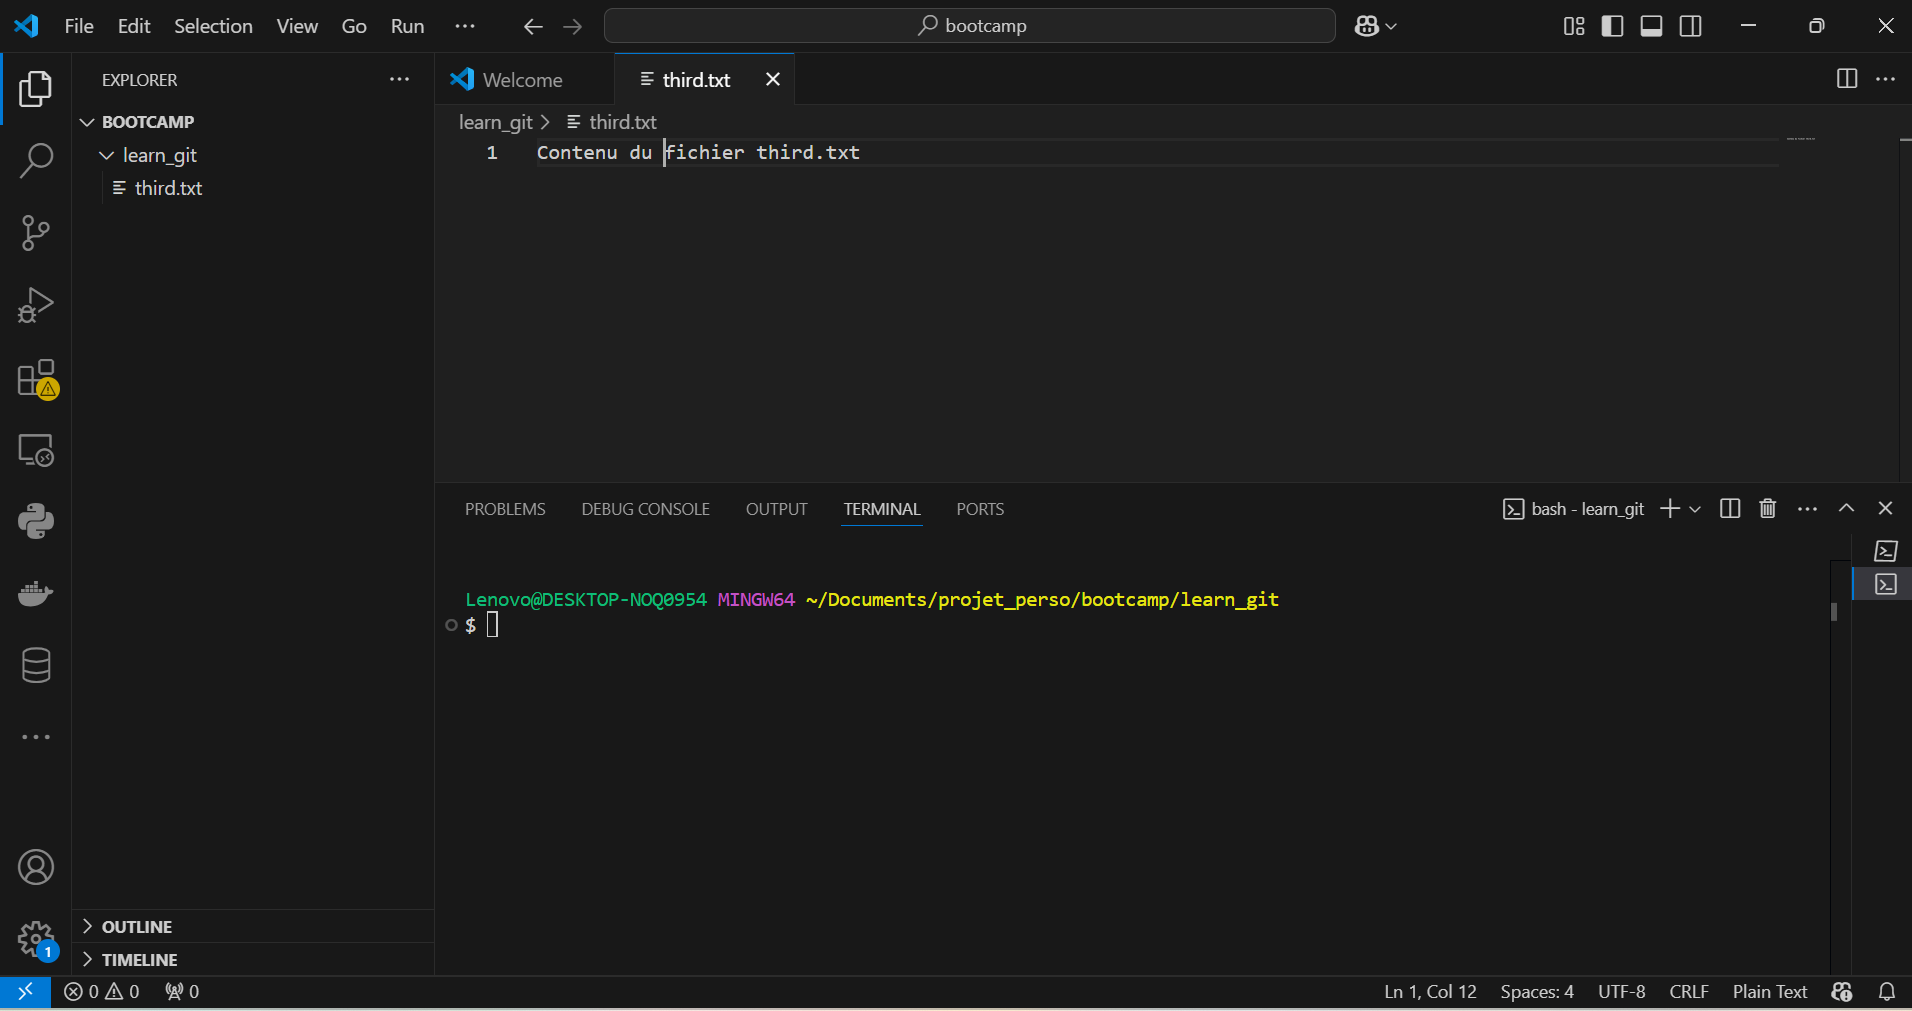 File Edit Selection View Go Run
bootcamp
EXPLORER
BOOTCAMP
learn_git
third.txt
OUTLINE
TIMELINE
Welcome
third.txt
learn_git > third.txt
1 Contenu du fichier third.txt
PROBLEMS DEBUG CONSOLE OUTPUT TERMINAL PORTS
bash - learn_git
Lenovo@DESKTOP-NOQ0954 MINGW64 ~/Documents/projet_perso/bootcamp/learn_git
$
1
0 0 0
Ln 1, Col 12 Spaces: 4 UTF-8 CRLF Plain Text